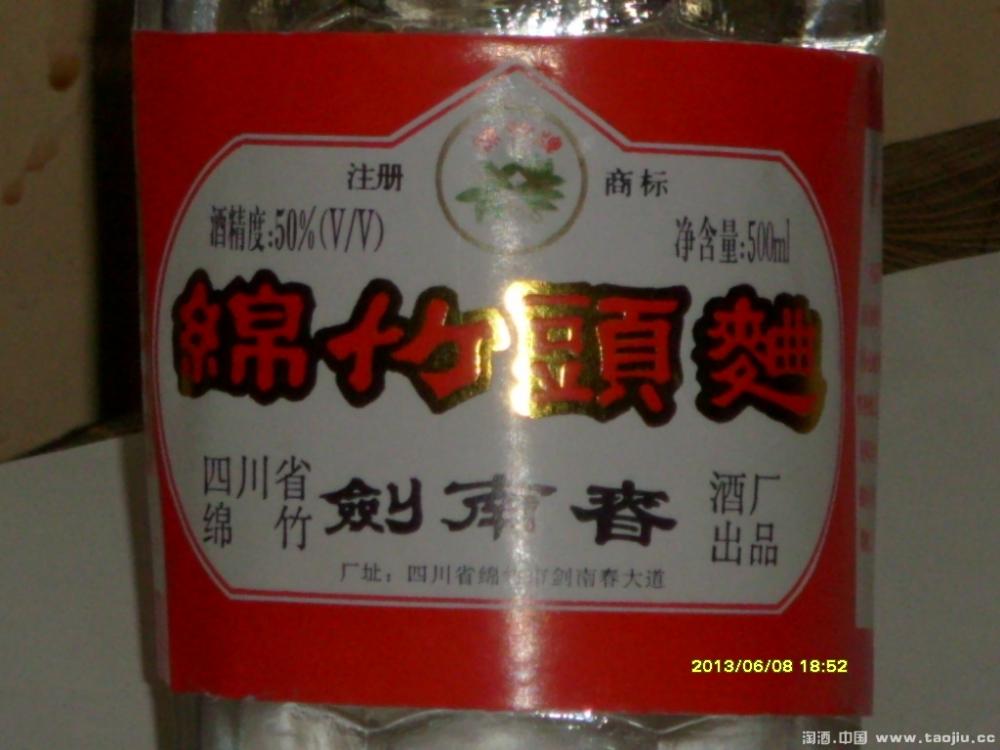 注册 商标
酒精度:50%(V/V) 净含量:500ml
綿竹頭麯
四川省 劍南春 酒厂
绵竹 出品
厂址：四川省绵竹市剑南春大道
2013/06/08 18:52
淘酒.中国 www.taojiu.cc